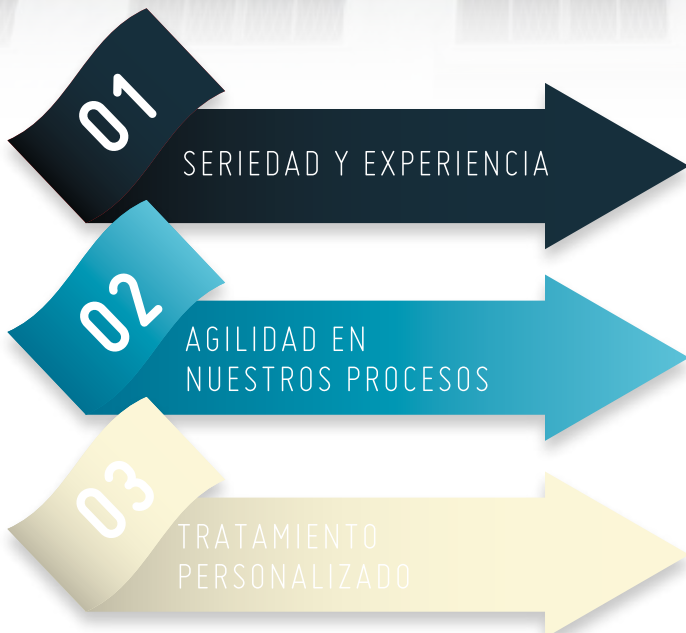 01
SERIEDAD Y EXPERIENCIA
02
AGILIDAD EN
NUESTROS PROCESOS
03
TRATAMIENTO
PERSONALIZADO